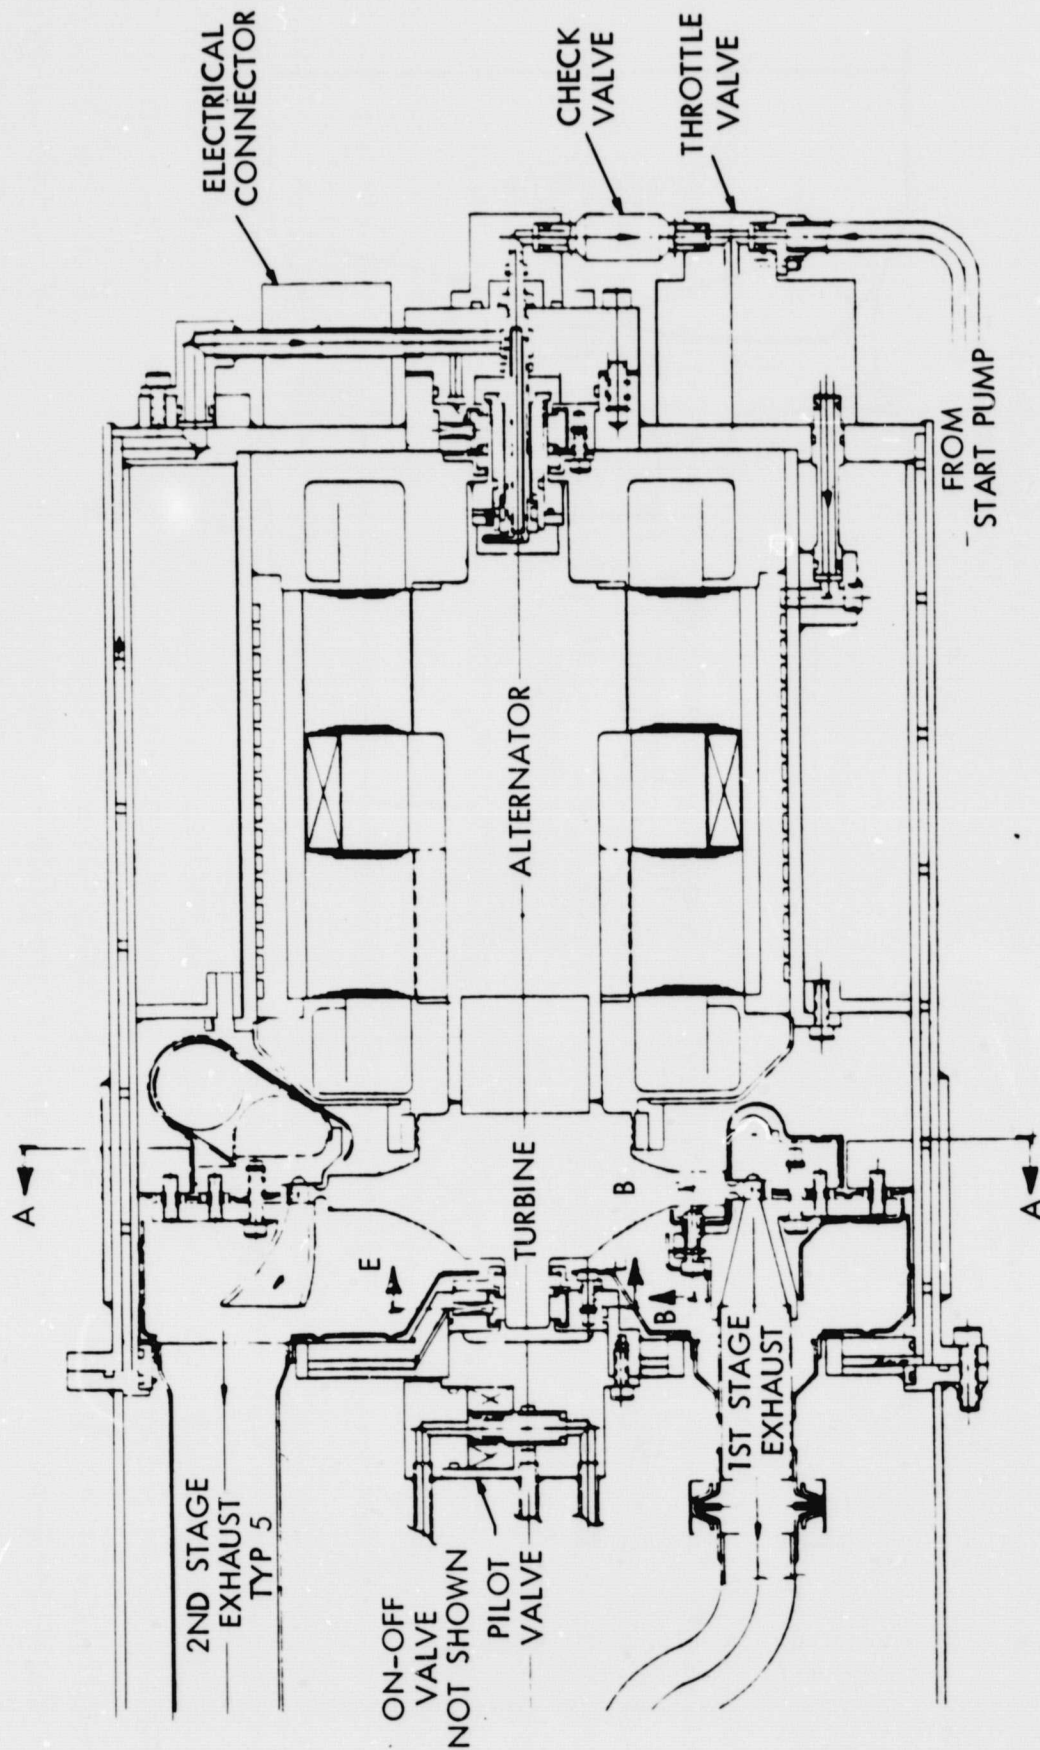 ELECTRICAL
CONNECTOR
CHECK
VALVE
THROTTLE
VALVE
FROM
START PUMP
ALTERNATOR
A
A
TURBINE
E
B
B
2ND STAGE
EXHAUST
TYP 5
1ST STAGE
EXHAUST
ON-OFF
VALVE
NOT SHOWN
PILOT
VALVE